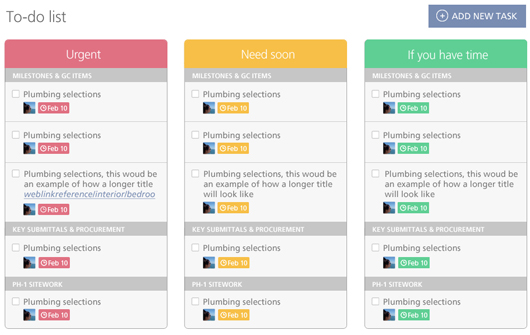 To-do list
ADD NEW TASK
Urgent
MILESTONES & GC ITEMS
Plumbing selections
Feb 10
Plumbing selections
Feb 10
Plumbing selections, this woud be
an example of how a longer title
weblinkreference/interior/bedroo
Feb 10
KEY SUBMITTALS & PROCUREMENT
Plumbing selections
Feb 10
PH-1 SITEWORK
Plumbing selections
Feb 10
Need soon
MILESTONES & GC ITEMS
Plumbing selections
Feb 10
Plumbing selections
Feb 10
Plumbing selections, this woud be
an example of how a longer title
will look like
Feb 10
KEY SUBMITTALS & PROCUREMENT
Plumbing selections
Feb 10
PH-1 SITEWORK
Plumbing selections
Feb 10
If you have time
MILESTONES & GC ITEMS
Plumbing selections
Feb 10
Plumbing selections
Feb 10
Plumbing selections, this woud be
an example of how a longer title
will look like
Feb 10
KEY SUBMITTALS & PROCUREMENT
Plumbing selections
Feb 10
PH-1 SITEWORK
Plumbing selections
Feb 10